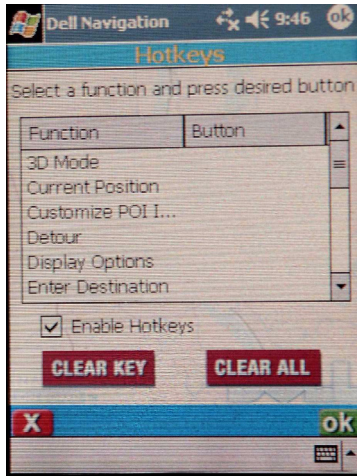 Dell Navigation 9:46 ok
Hotkeys
Select a function and press desired button
Function Button
3D Mode
Current Position
Customize POI I...
Detour
Display Options
Enter Destination
Enable Hotkeys
CLEAR KEY CLEAR ALL
X ok